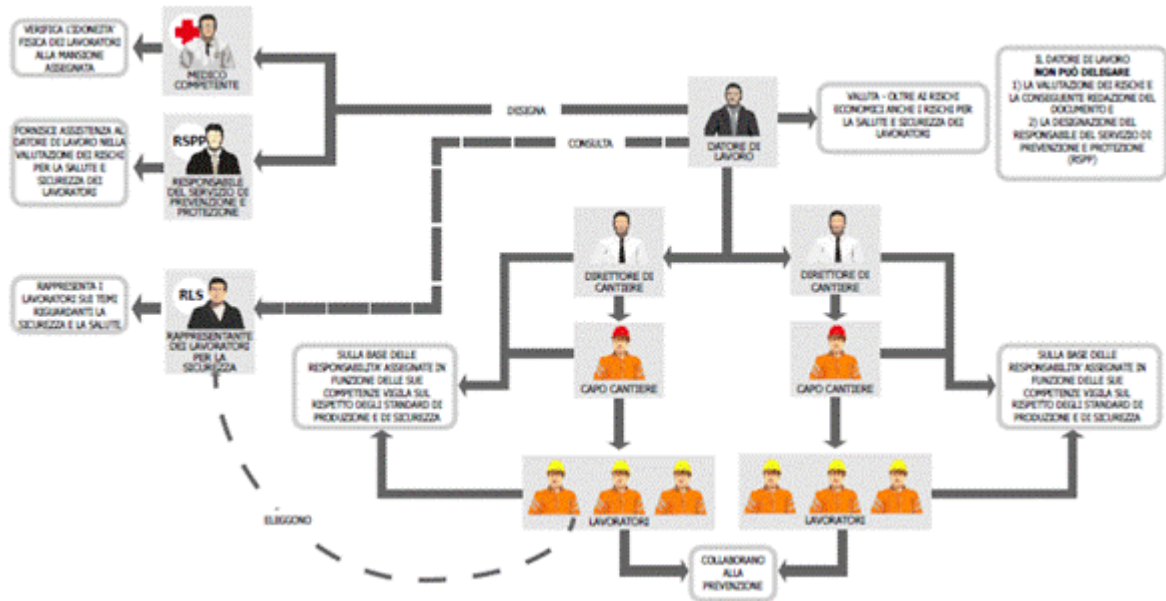 VERIFICA L'IDONEITA'
FISICA DEI LAVORATORI
ALLA MANSIONE
ASSEGNATA
MEDICO
COMPETENTE
DESIGNA
DATORE DI
LAVORO
VALUTA - OLTRE AI RISCHI
ECONOMICI ANCHE I RISCHI PER
LA SALUTE E SICUREZZA DEI
LAVORATORI
IL DATORE DI LAVORO
NON PUÒ DELEGARE
1) LA VALUTAZIONE DEI RISCHI E
LA CONSEGUENTE REDAZIONE DEL
DOCUMENTO E
2) LA DESIGNAZIONE DEL
RESPONSABILE DEL SERVIZIO DI
PREVENZIONE E PROTEZIONE
(RSPP)
FORNISCE ASSISTENZA AL
DATORE DI LAVORO NELLA
VALUTAZIONE DEI RISCHI
PER LA SALUTE E
SICUREZZA DEI
LAVORATORI
RSPP
RESPONSABILE
DEL SERVIZIO DI
PREVENZIONE E
PROTEZIONE
CONSULTA
DIRETTORE DI
CANTIERE
DIRETTORE DI
CANTIERE
RAPPRESENTA I
LAVORATORI SUI TEMI
RIGUARDANTI LA
SICUREZZA E LA SALUTE
RLS
RAPPRESENTANTE
DEI LAVORATORI
PER LA
SICUREZZA
SULLA BASE DELLE
RESPONSABILITA' ASSEGNATE IN
FUNZIONE DELLE SUE
COMPETENZE VIGILA SUL
RISPETTO DEGLI STANDARD DI
PRODUZIONE E DI SICUREZZA
CAPO CANTIERE
CAPO CANTIERE
SULLA BASE DELLE
RESPONSABILITA' ASSEGNATE IN
FUNZIONE DELLE SUE
COMPETENZE VIGILA SUL
RISPETTO DEGLI STANDARD DI
PRODUZIONE E DI SICUREZZA
ELEGGONO
LAVORATORI
LAVORATORI
COLLABORANO
ALLA
PREVENZIONE